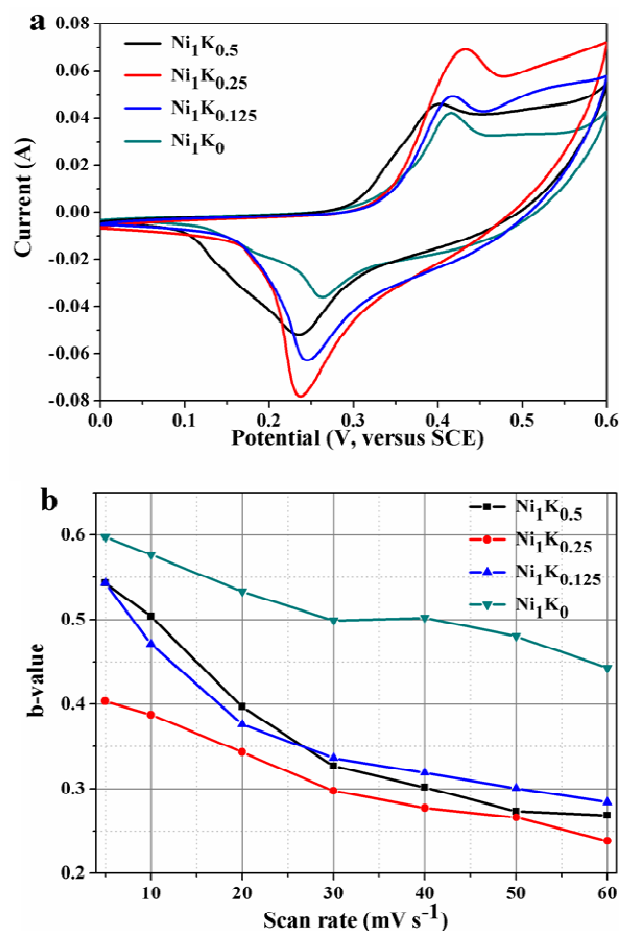 a
Ni1K0.5
Ni1K0.25
Ni1K0.125
Ni1K0
0.08
0.06
0.04
0.02
0.00
-0.02
-0.04
-0.06
-0.08
Current (A)
0.0 0.1 0.2 0.3 0.4 0.5 0.6
Potential (V, versus SCE)
b
Ni1K0.5
Ni1K0.25
Ni1K0.125
Ni1K0
0.6
0.5
0.4
0.3
0.2
b-value
10 20 30 40 50 60
Scan rate (mV s-1)